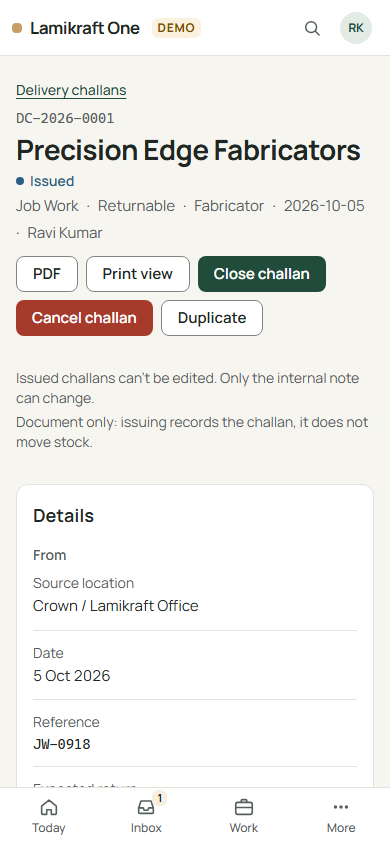 Lamikraft One DEMO RK
Delivery challans
DC-2026-0001
Precision Edge Fabricators
Issued
Job Work · Returnable · Fabricator · 2026-10-05
· Ravi Kumar
PDF Print view Close challan
Cancel challan Duplicate
Issued challans can't be edited. Only the internal note
can change.
Document only: issuing records the challan, it does not
move stock.
Details
From
Source location
Crown / Lamikraft Office
Date
5 Oct 2026
Reference
JW-0918
1
Today Inbox Work More